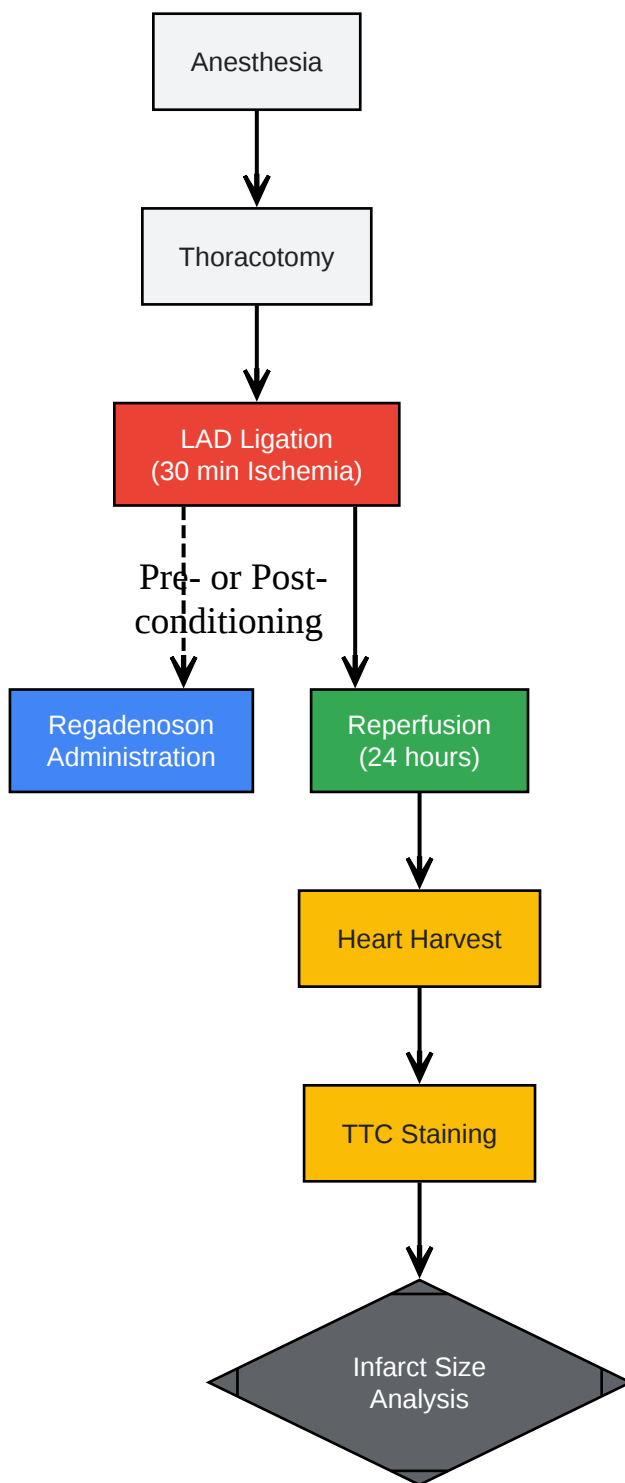 Anesthesia
Thoracotomy
LAD Ligation
(30 min Ischemia)
Pre- or Post-
conditioning
Regadenoson
Administration
Reperfusion
(24 hours)
Heart Harvest
TTC Staining
Infarct Size
Analysis